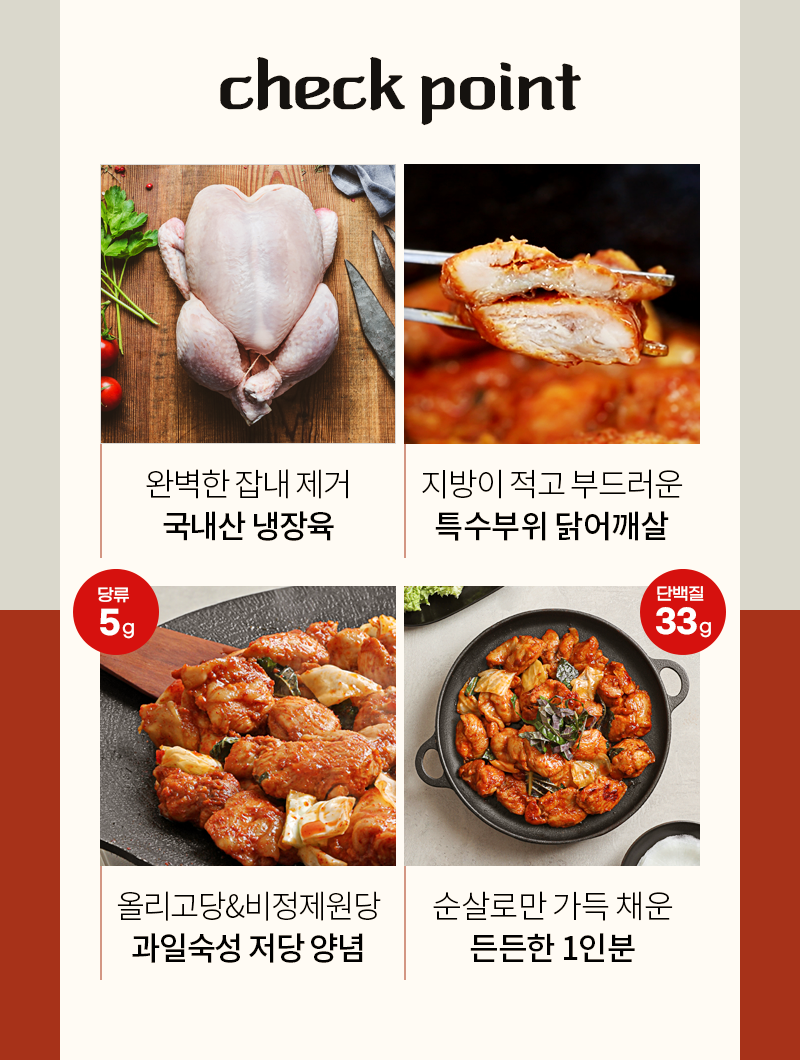 check point
완벽한 잡내 제거
국내산 냉장육
지방이 적고 부드러운
특수부위 닭어깨살
당류
5g
올리고당&비정제원당
과일숙성 저당 양념
단백질
33g
순살로만 가득 채운
든든한 1인분